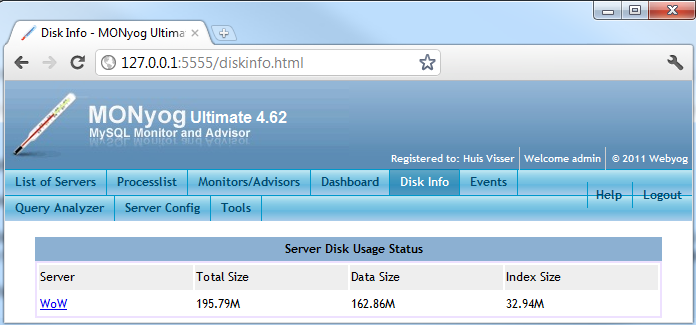 Disk Info - MONyog Ultima
127.0.0.1:5555/diskinfo.html
MONyog Ultimate 4.62
MySQL Monitor and Advisor
Registered to: Huis Visser Welcome admin © 2011 Webyog
List of Servers Processlist Monitors/Advisors Dashboard Disk Info Events
Help Logout
Query Analyzer Server Config Tools
Server Disk Usage Status
Server Total Size Data Size Index Size
WoW 195.79M 162.86M 32.94M